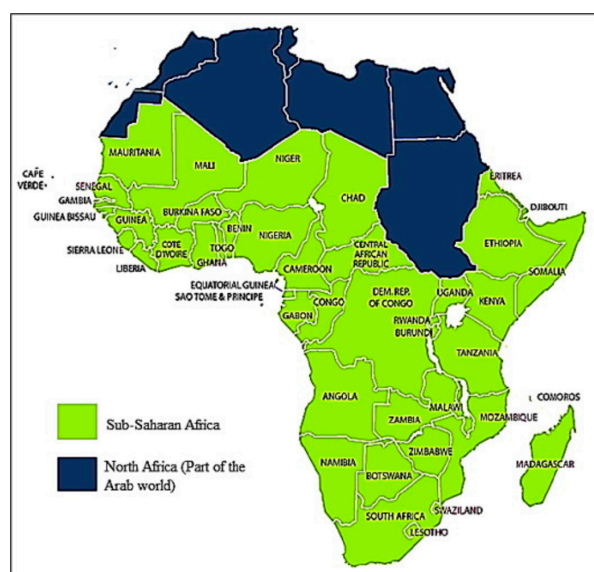 MAURITANIA
MALI
NIGER
CHAD
ERITREA
CAPE
VERDE
SENEGAL
GAMBIA
GUINEA BISSAU
GUINEA
BURKINA FASO
BENIN
NIGERIA
DJIBOUTI
ETHIOPIA
SOMALIA
SIERRA LEONE
LIBERIA
COTE
D'IVOIRE
GHANA
TOGO
CENTRAL
AFRICAN
REPUBLIC
CAMEROON
EQUATORIAL GUINEA
SAO TOME & PRINCIPE
GABON
CONGO
DEM. REP.
OF CONGO
UGANDA
KENYA
RWANDA
BURUNDI
TANZANIA
COMOROS
ANGOLA
ZAMBIA
MALAWI
MOZAMBIQUE
ZIMBABWE
MADAGASCAR
NAMIBIA
BOTSWANA
SWAZILAND
SOUTH AFRICA
LESOTHO
Sub-Saharan Africa
North Africa (Part of the
Arab world)